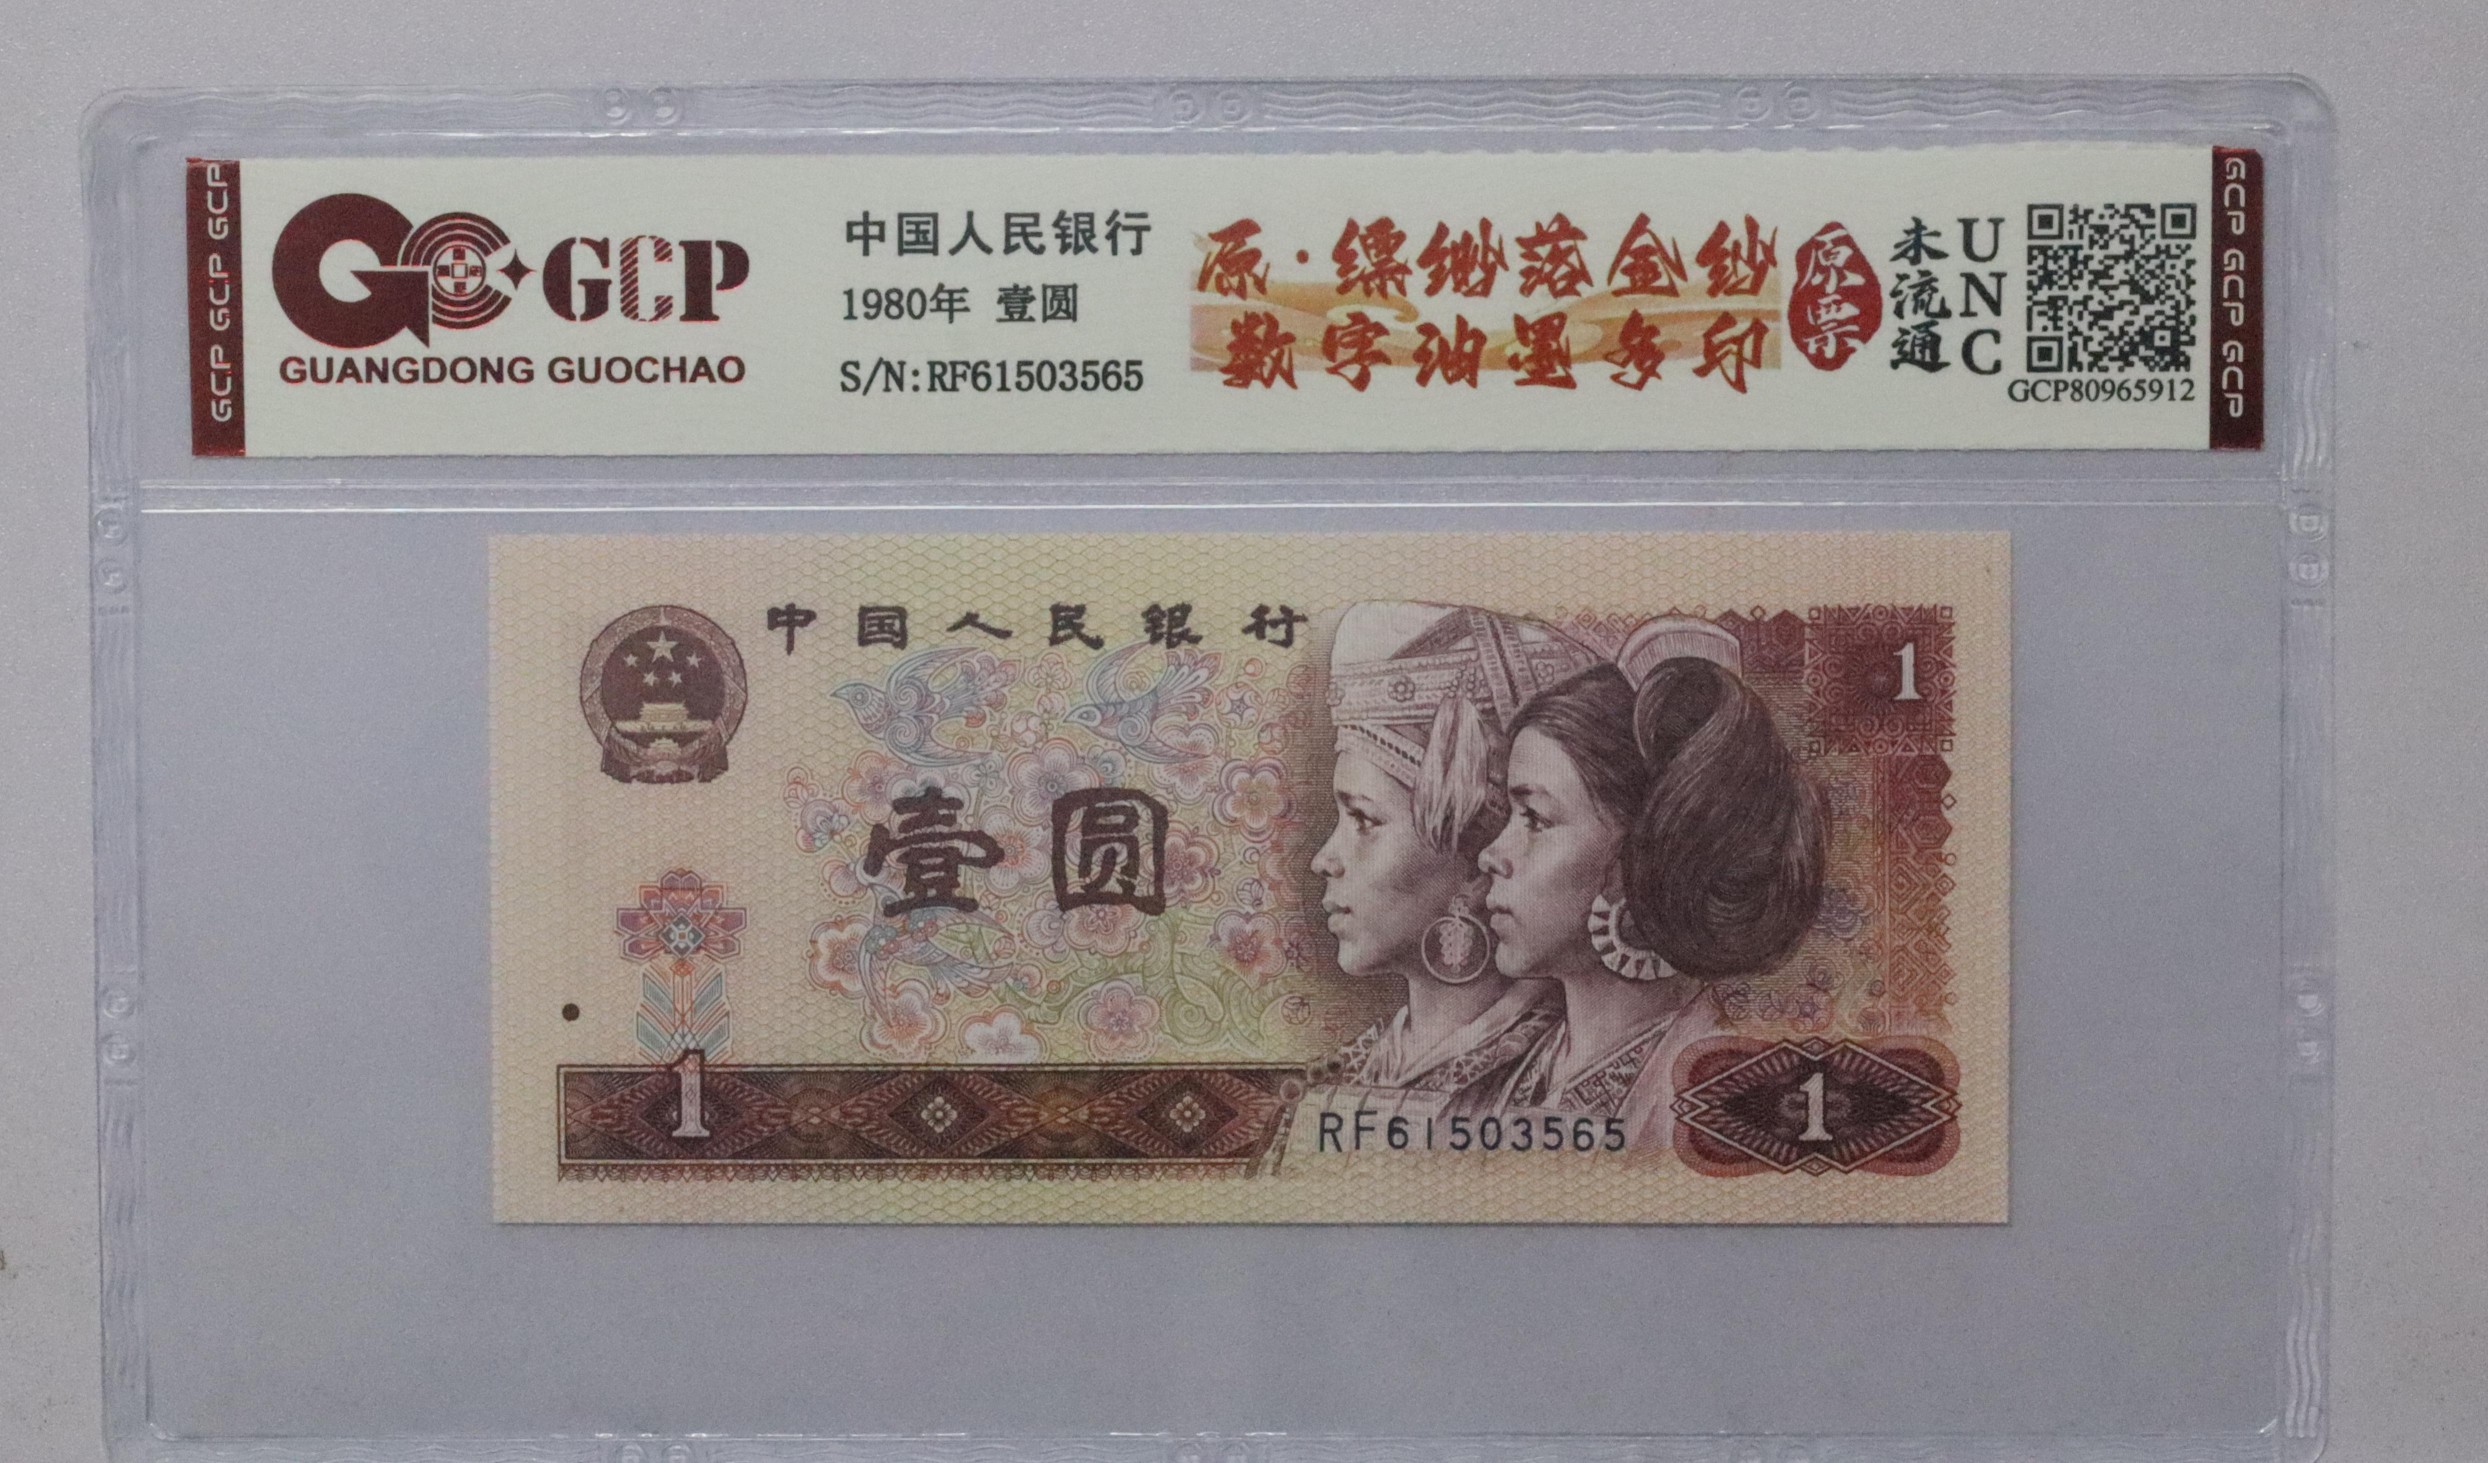 GCP GCP GCP
GCP
GUANGDONG GUOCHAO
中国人民银行
1980年 壹圆
S/N:RF61503565
原·缥缈落金纱
数字油墨多印
原票
未流通
UNC
GCP80965912
GCP GCP GCP
中国人民银行
1
壹圆
1
RF61503565
1